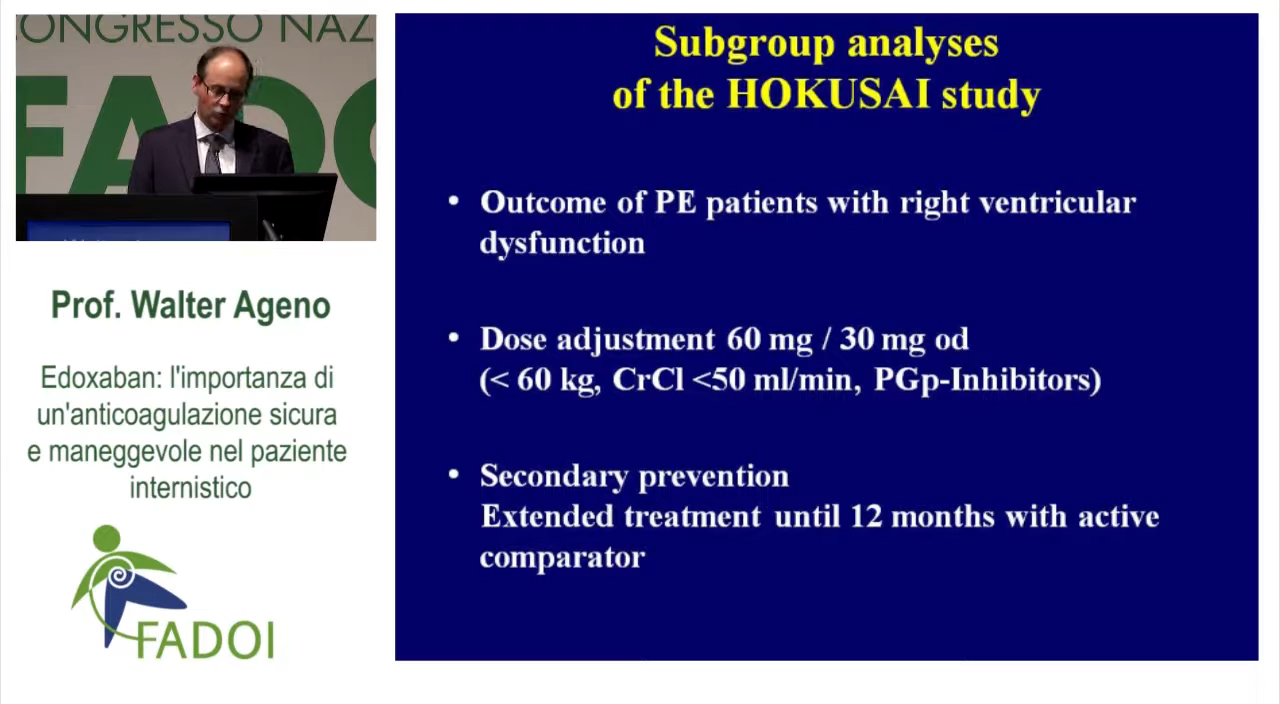 ONGRESSO NAZ
FADO
Prof. Walter Ageno
Edoxaban: l'importanza di
un'anticoagulazione sicura
e maneggevole nel paziente
internistico
FADOI
Subgroup analyses
of the HOKUSAI study
• Outcome of PE patients with right ventricular
dysfunction
• Dose adjustment 60 mg / 30 mg od
(< 60 kg, CrCl <50 ml/min, PGp-Inhibitors)
• Secondary prevention
Extended treatment until 12 months with active
comparator